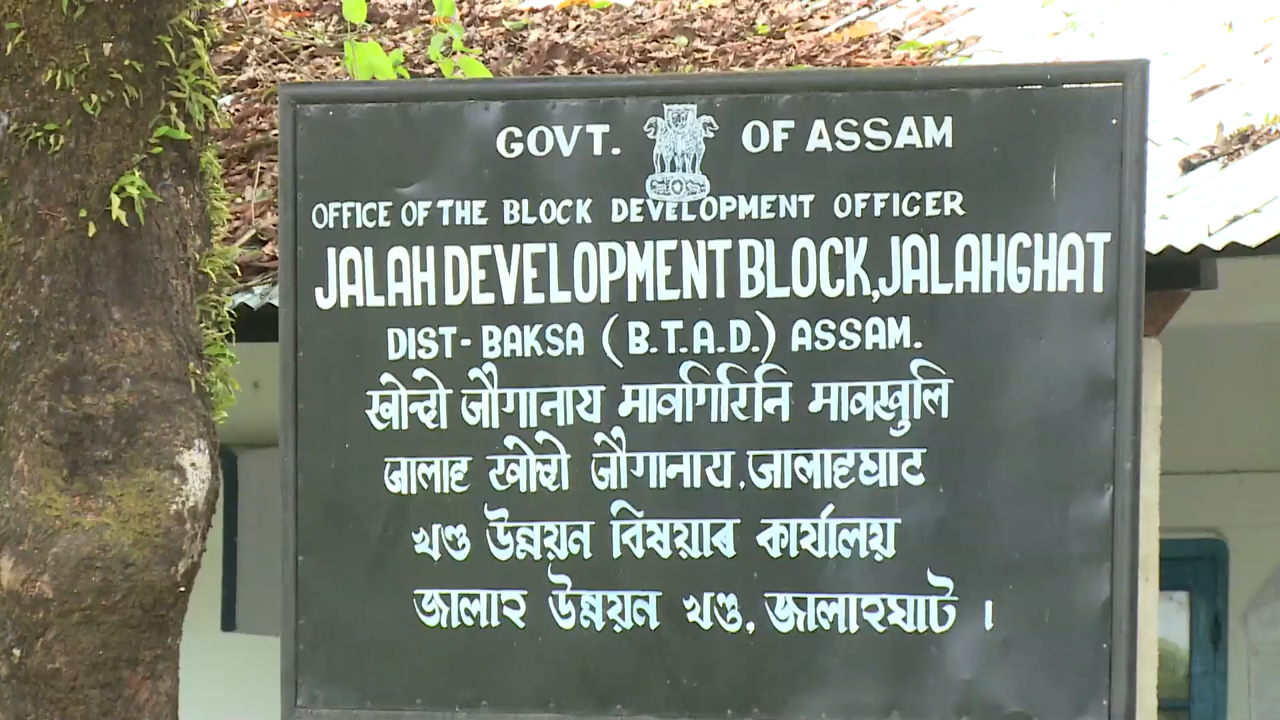 GOVT. OF ASSAM
OFFICE OF THE BLOCK DEVELOPMENT OFFICER
JALAH DEVELOPMENT BLOCK, JALAHGHAT
DIST- BAKSA (B.T.A.D.) ASSAM.
खोन्दो जौगानाय मावगिरिनि मावखुलि
जालाह खोन्दो जौगानाय, जालाहघाट
খণ্ড উন্নয়ন বিষয়াৰ কাৰ্যালয়
জালাহ উন্নয়ন খণ্ড, জালাহঘাট ।